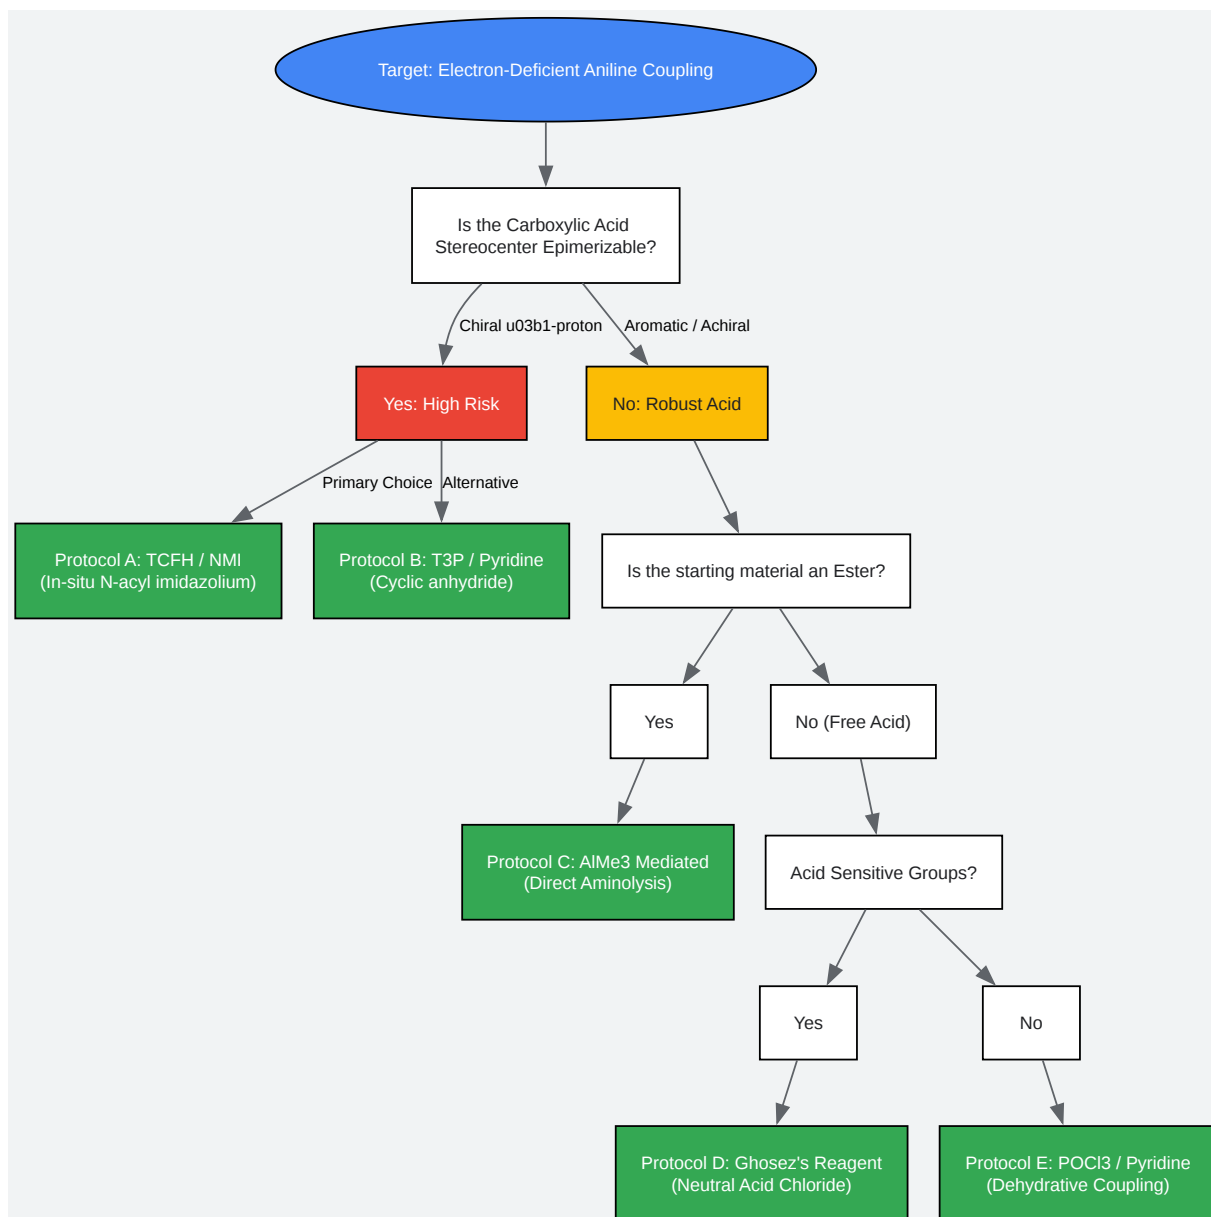 Target: Electron-Deficient Aniline Coupling
Is the Carboxylic Acid
Stereocenter Epimerizable?
Chiral u03b1-proton
Aromatic / Achiral
Yes: High Risk
No: Robust Acid
Primary Choice
Alternative
Protocol A: TCFH / NMI
(In-situ N-acyl imidazolium)
Protocol B: T3P / Pyridine
(Cyclic anhydride)
Is the starting material an Ester?
Yes
No (Free Acid)
Protocol C: AlMe3 Mediated
(Direct Aminolysis)
Acid Sensitive Groups?
Yes
No
Protocol D: Ghosez's Reagent
(Neutral Acid Chloride)
Protocol E: POCl3 / Pyridine
(Dehydrative Coupling)